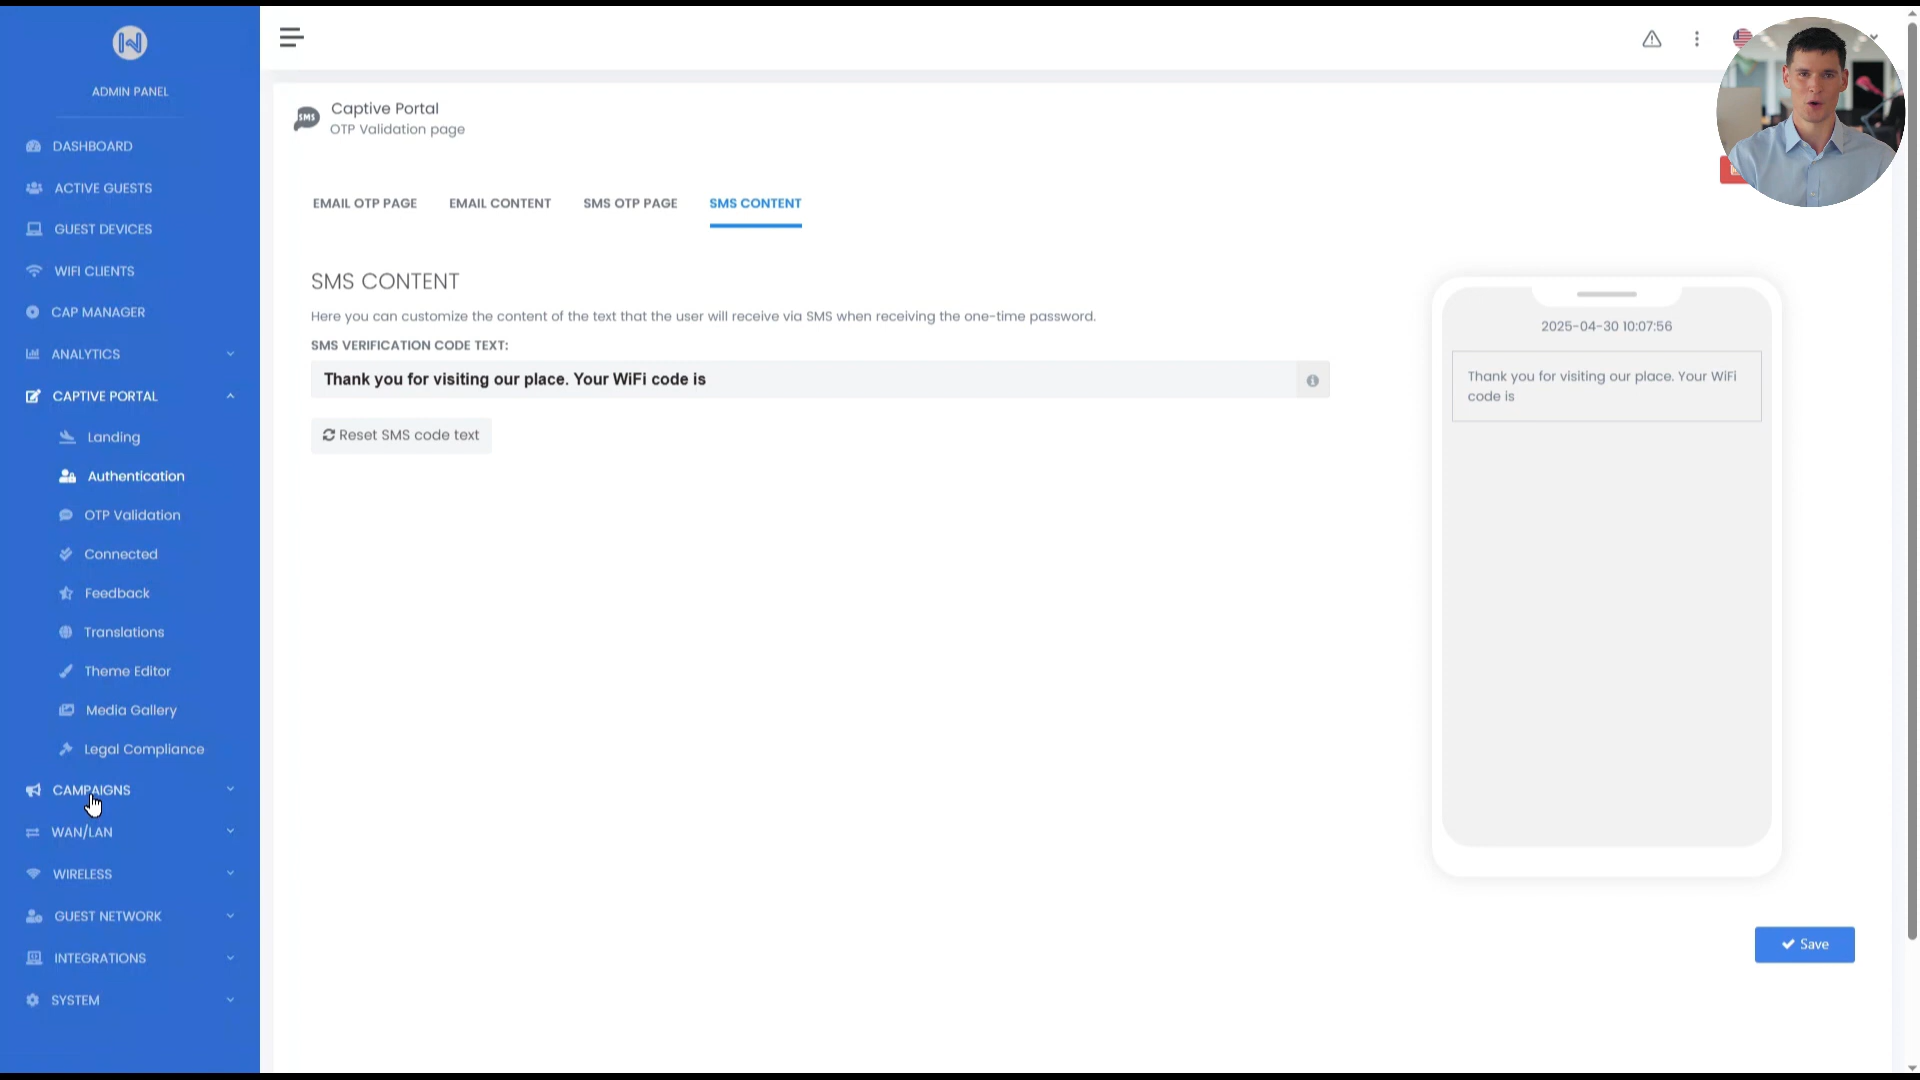 ADMIN PANEL
DASHBOARD
ACTIVE GUESTS
GUEST DEVICES
WIFI CLIENTS
CAP MANAGER
ANALYTICS
CAPTIVE PORTAL
Landing
Authentication
OTP Validation
Connected
Feedback
Translations
Theme Editor
Media Gallery
Legal Compliance
CAMPAIGNS
WAN/LAN
WIRELESS
GUEST NETWORK
INTEGRATIONS
SYSTEM
SMS
Captive Portal
OTP Validation page
EMAIL OTP PAGE
EMAIL CONTENT
SMS OTP PAGE
SMS CONTENT
SMS CONTENT
Here you can customize the content of the text that the user will receive via SMS when receiving the one-time password.
SMS VERIFICATION CODE TEXT:
Thank you for visiting our place. Your WiFi code is
Reset SMS code text
2025-04-30 10:07:56
Thank you for visiting our place. Your WiFi
code is
Save